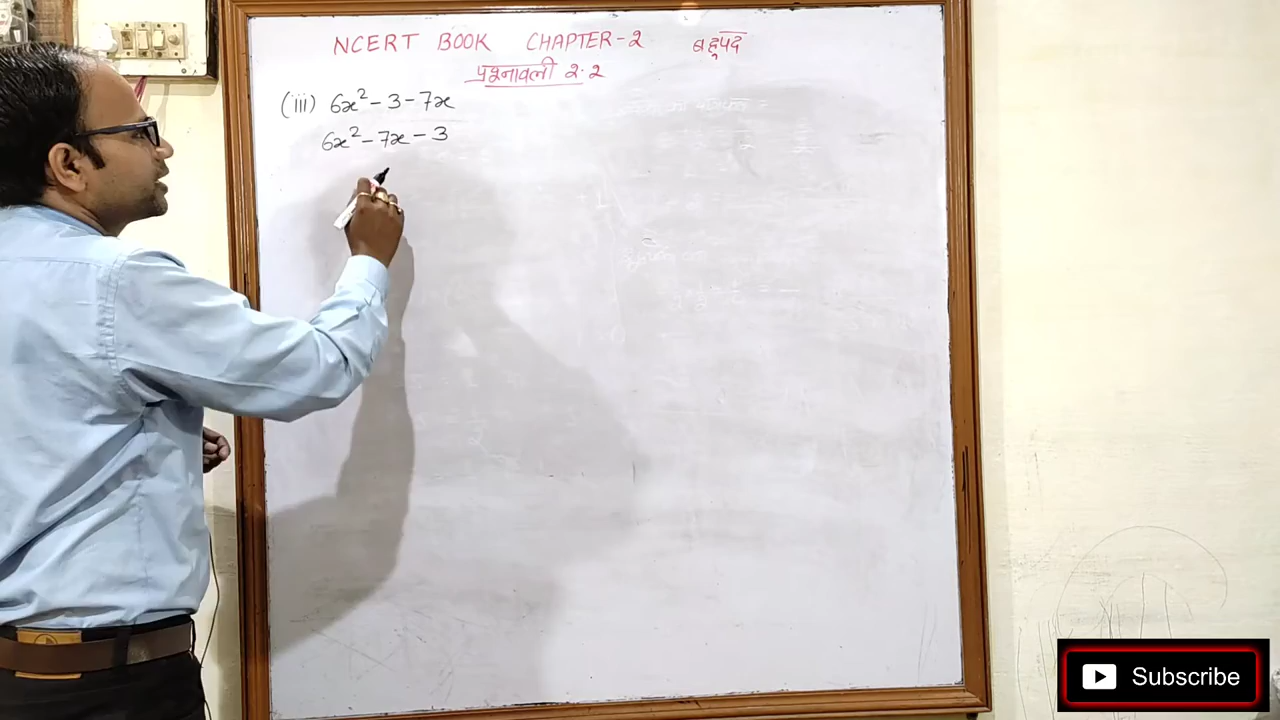 NCERT BOOK CHAPTER-2 बहुपद
प्रश्नावली 2.2
(iii) 6x² - 3 - 7x
6x² - 7x - 3
Subscribe